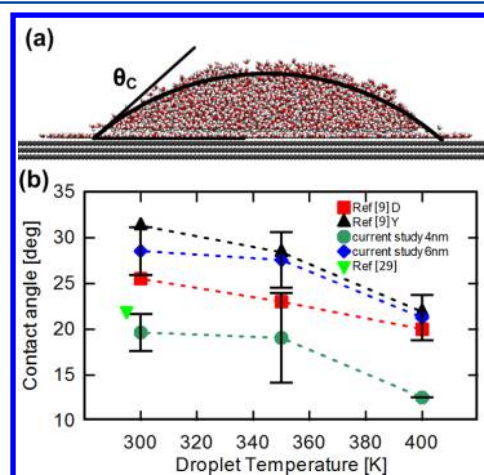 (a)
θC
(b)
35
30
25
20
15
10
Contact angle [deg]
Ref [9] D
Ref [9] Y
current study 4nm
current study 6nm
Ref [29]
300 320 340 360 380 400
Droplet Temperature [K]